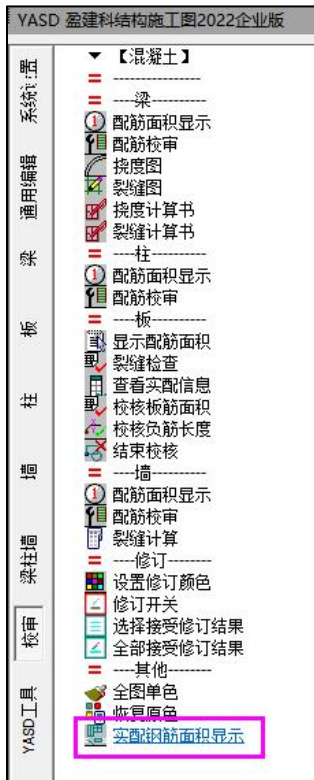 YASD 盈建科结构施工图2022企业版
系统设置
通用编辑
梁
板
柱
墙
梁柱墙
校审
YASD工具
【混凝土】
---------------
----梁----------
配筋面积显示
配筋校审
挠度图
裂缝图
挠度计算书
裂缝计算书
----柱----------
配筋面积显示
配筋校审
----板----------
显示配筋面积
裂缝检查
查看实配信息
校核板筋面积
校核负筋长度
结束校核
----墙----------
配筋面积显示
配筋校审
裂缝计算
----修订--------
设置修订颜色
修订开关
选择接受修订结果
全部接受修订结果
----其他--------
全图单色
恢复原色
实配钢筋面积显示